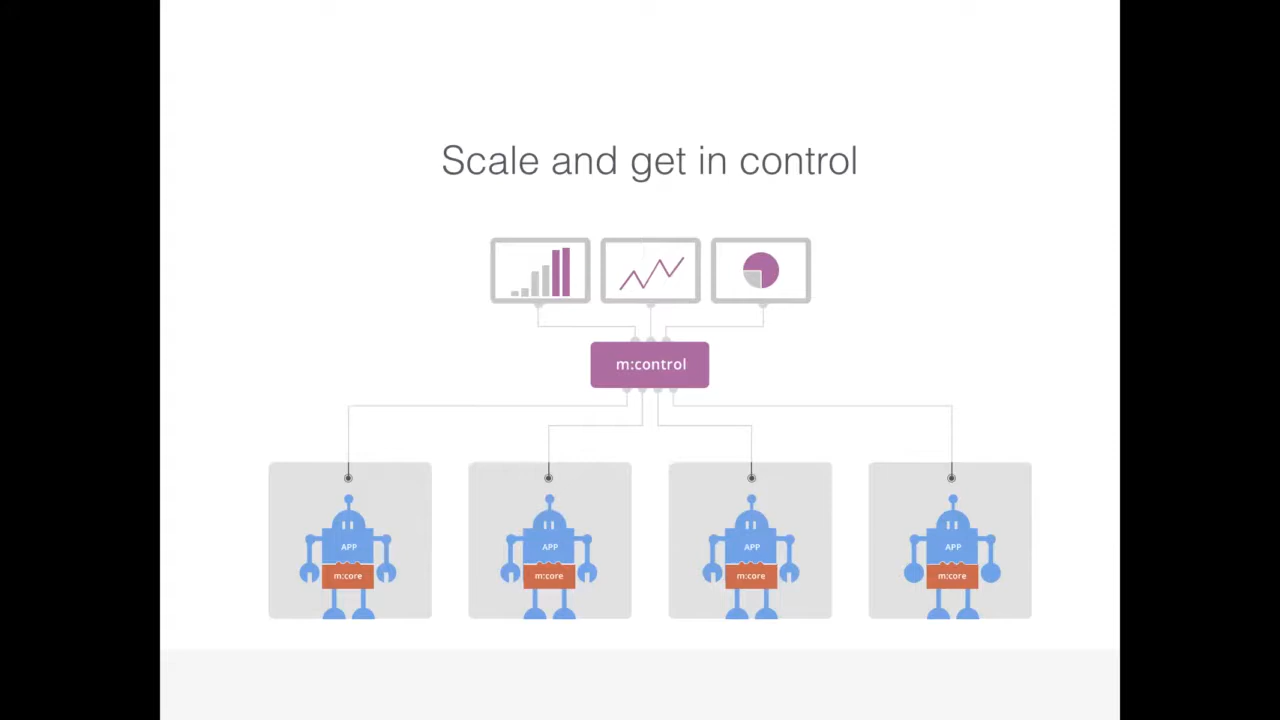 Scale and get in control
m:control
APP
m:core
APP
m:core
APP
m:core
APP
m:core